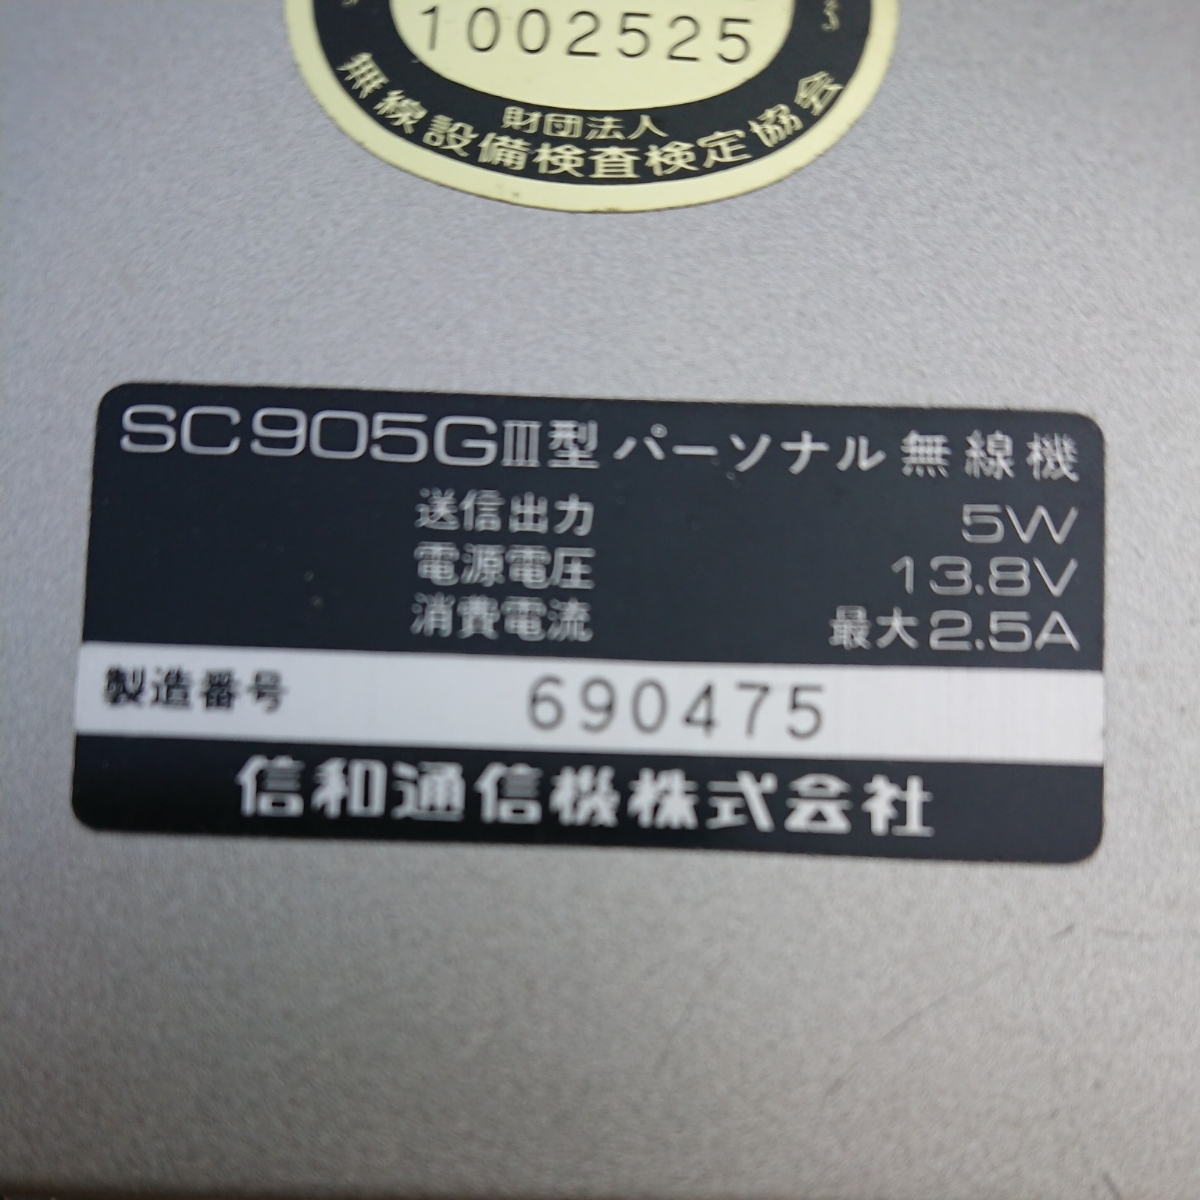 1002525
財団法人
無線設備検査検定協会
SC905GⅢ型 パーソナル無線機
送信出力 5W
電源電圧 13.8V
消費電流 最大2.5A
製造番号 690475
信和通信機株式会社